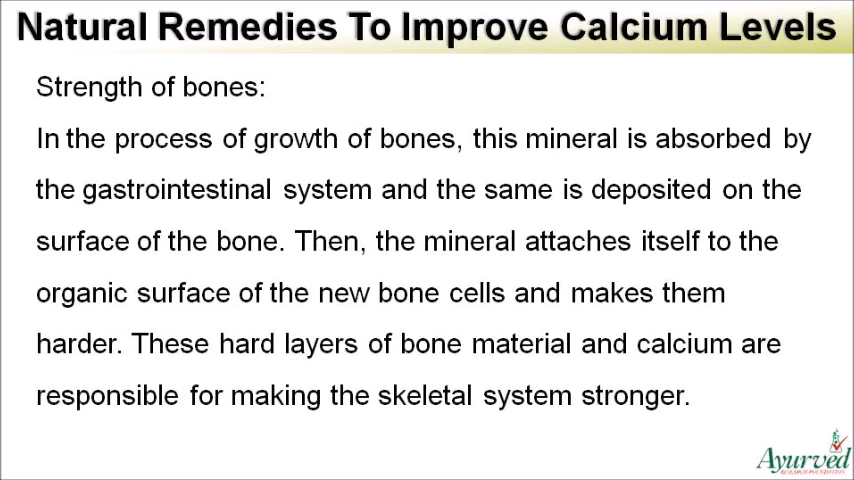 Natural Remedies To Improve Calcium Levels
Strength of bones:
In the process of growth of bones, this mineral is absorbed by
the gastrointestinal system and the same is deposited on the
surface of the bone. Then, the mineral attaches itself to the
organic surface of the new bone cells and makes them
harder. These hard layers of bone material and calcium are
responsible for making the skeletal system stronger.
Ayurved
RESEARCH FOUNDATION